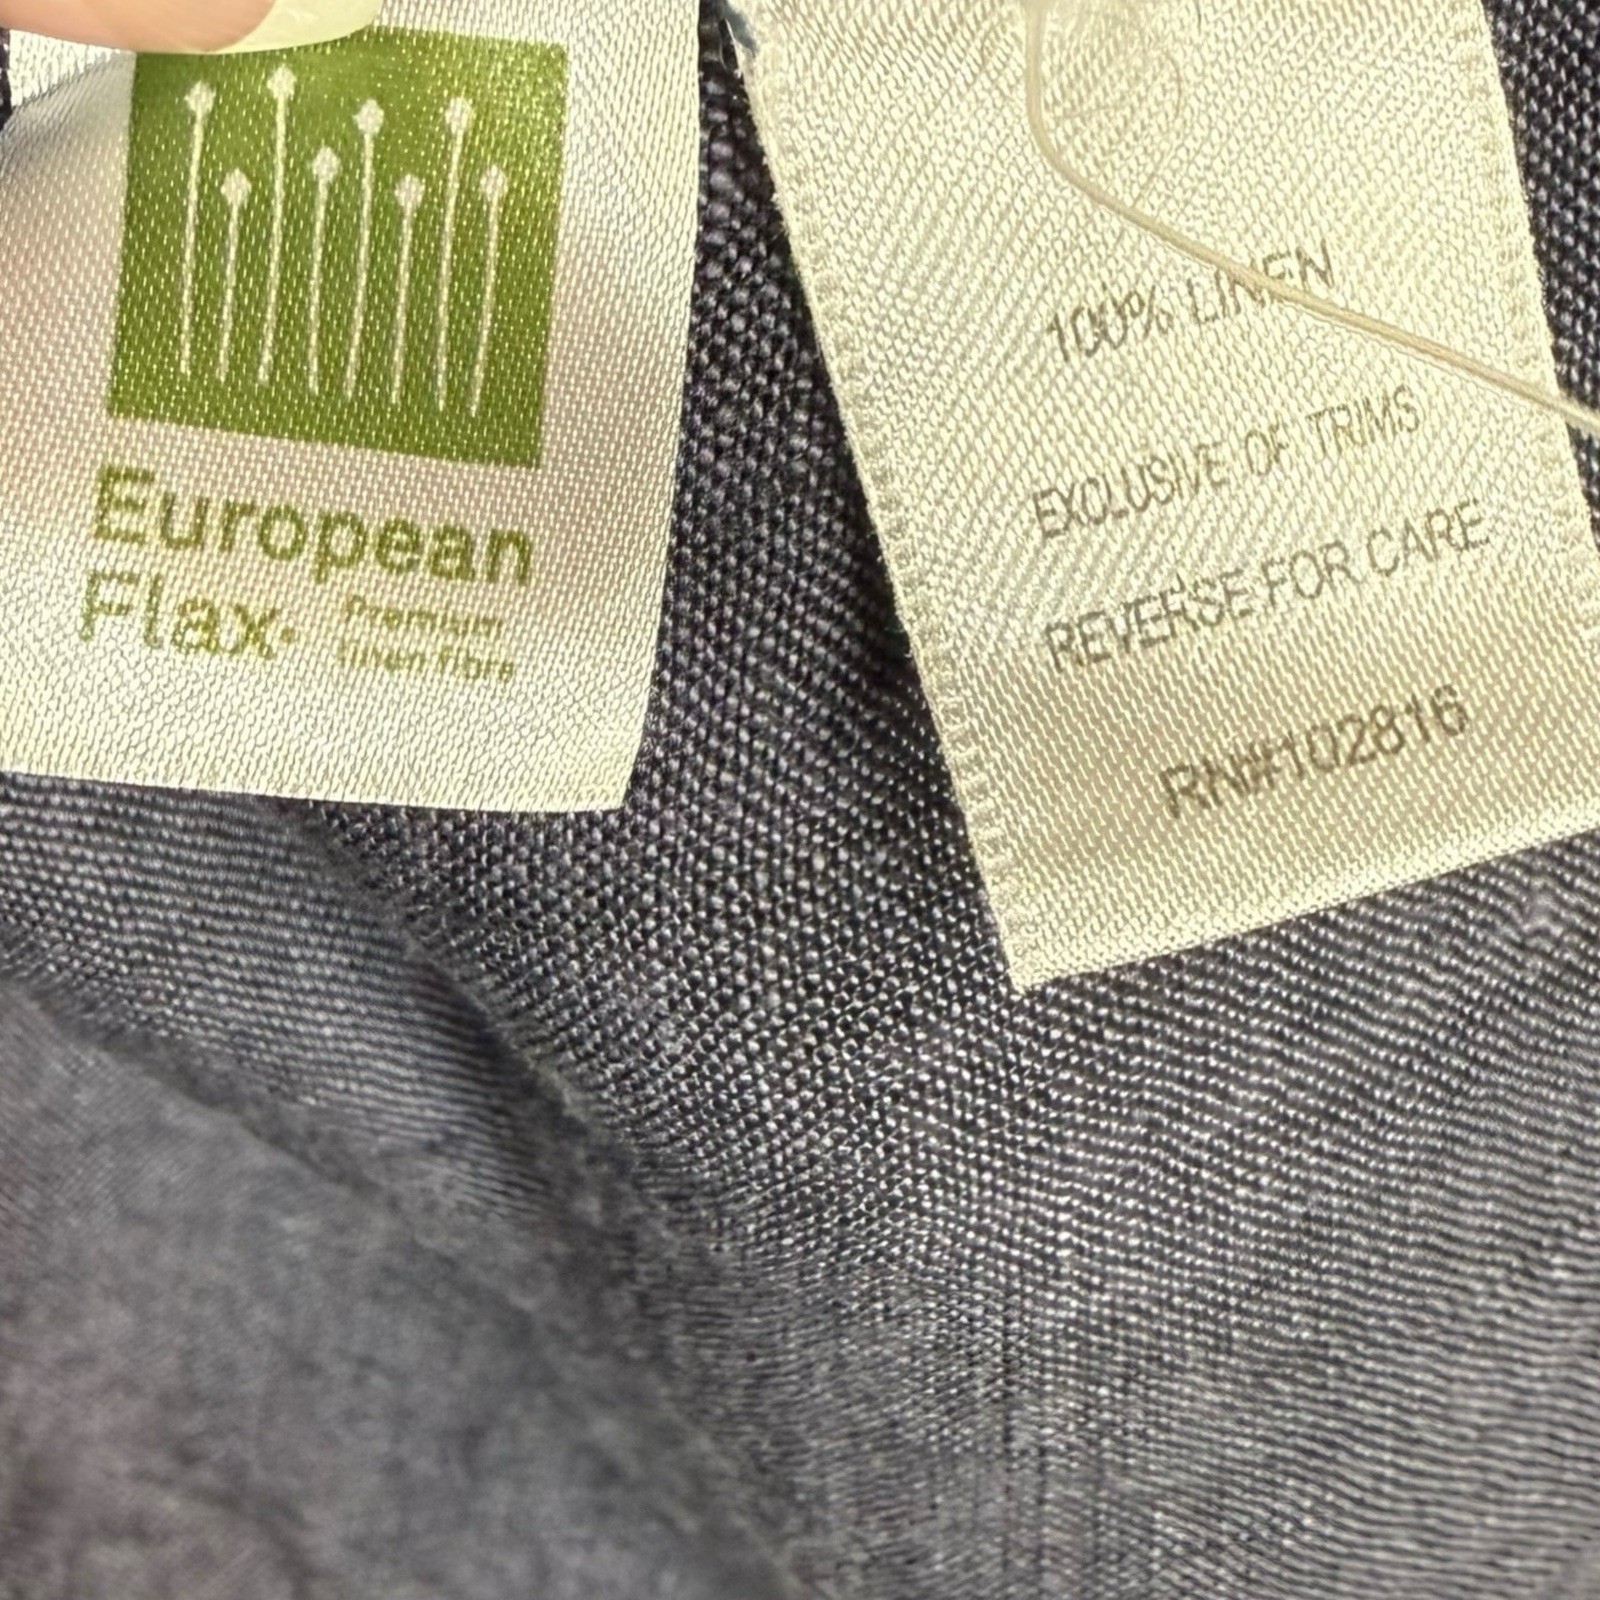 European
Flax®
Premium
linen fibre
100% LINEN
EXCLUSIVE OF TRIMS
REVERSE FOR CARE
RN#102816